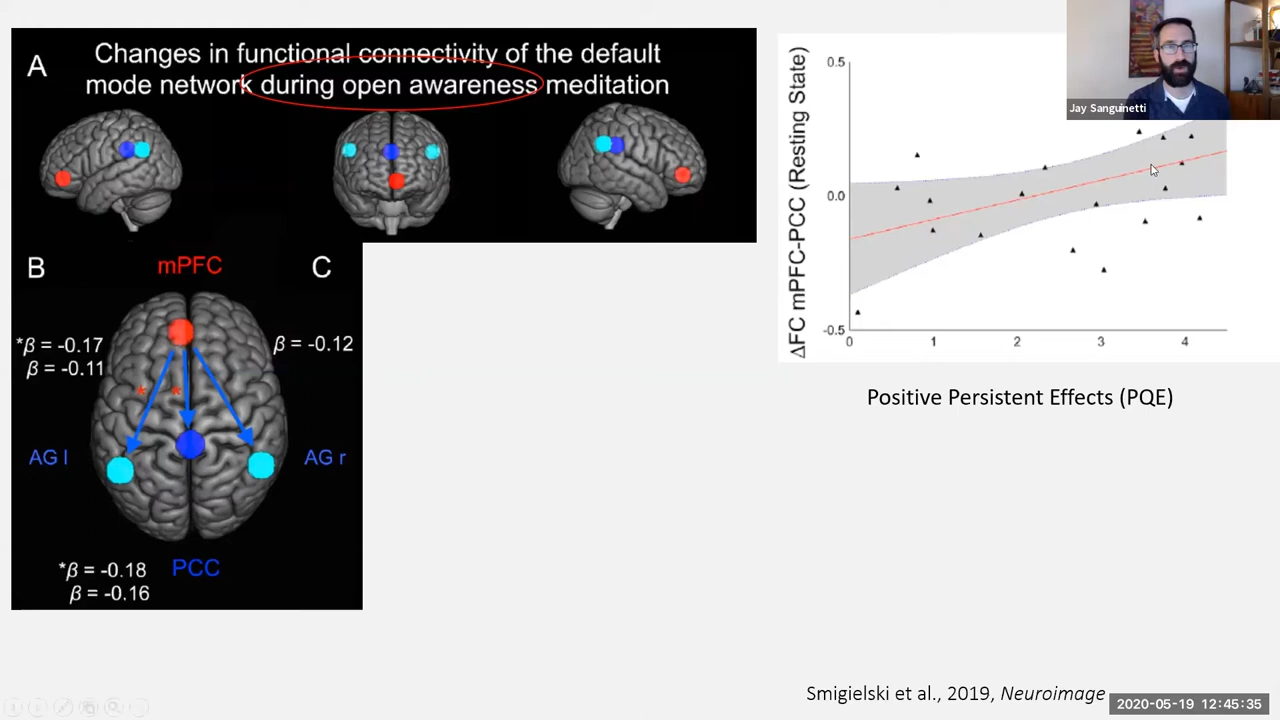 A
Changes in functional connectivity of the default
mode network during open awareness meditation
B
mPFC
C
*β = -0.17
β = -0.11
β = -0.12
* *
AG l
AG r
*β = -0.18
β = -0.16
PCC
ΔFC mPFC-PCC (Resting State)
0.5
0.0
-0.5
0 1 2 3 4
Positive Persistent Effects (PQE)
Jay Sanguinetti
Smigielski et al., 2019, Neuroimage
2020-05-19 12:45:35